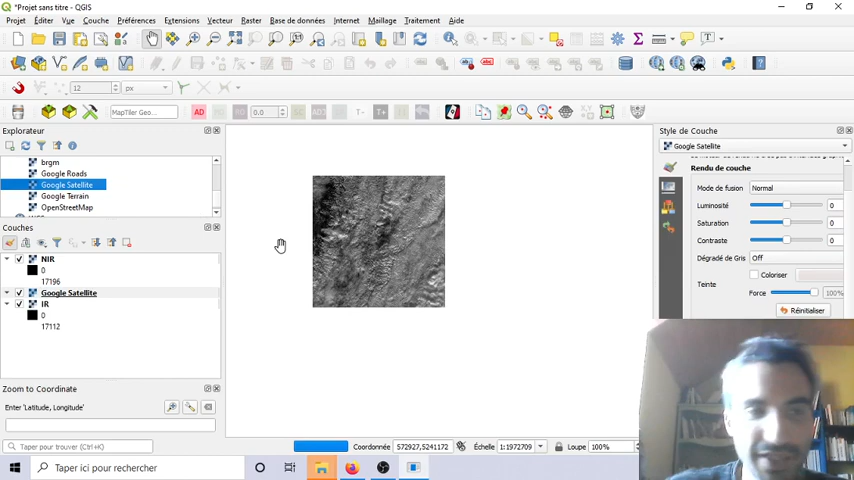 *Projet sans titre — QGIS
Projet Éditer Vue Couche Préférences Extensions Vecteur Raster Base de données Internet Maillage Traitement Aide
12 px
AD 0.0 MapTiler Geo...
Explorateur
brgm
Google Roads
Google Satellite
Google Terrain
OpenStreetMap
Couches
NIR
0
17196
Google Satellite
IR
0
17112
Zoom to Coordinate
Enter 'Latitude, Longitude'
Style de Couche
Google Satellite
Rendu de couche
Mode de fusion Normal
Luminosité 0
Saturation 0
Contraste 0
Dégradé de Gris Off
Coloriser
Teinte
Force 100%
Réinitialiser
Taper pour trouver (Ctrl+K) Coordonnée 572927,5241172 Échelle 1:1972709 Loupe 100%
Taper ici pour rechercher